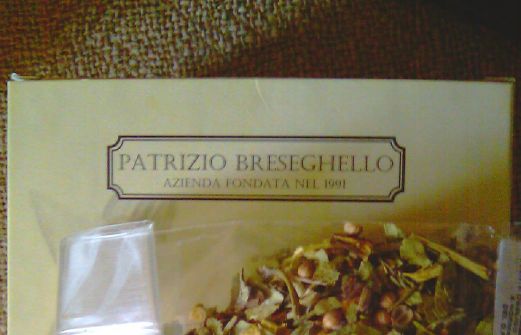 PATRIZIO BRESEGHELLO
AZIENDA FONDATA NEL 1991